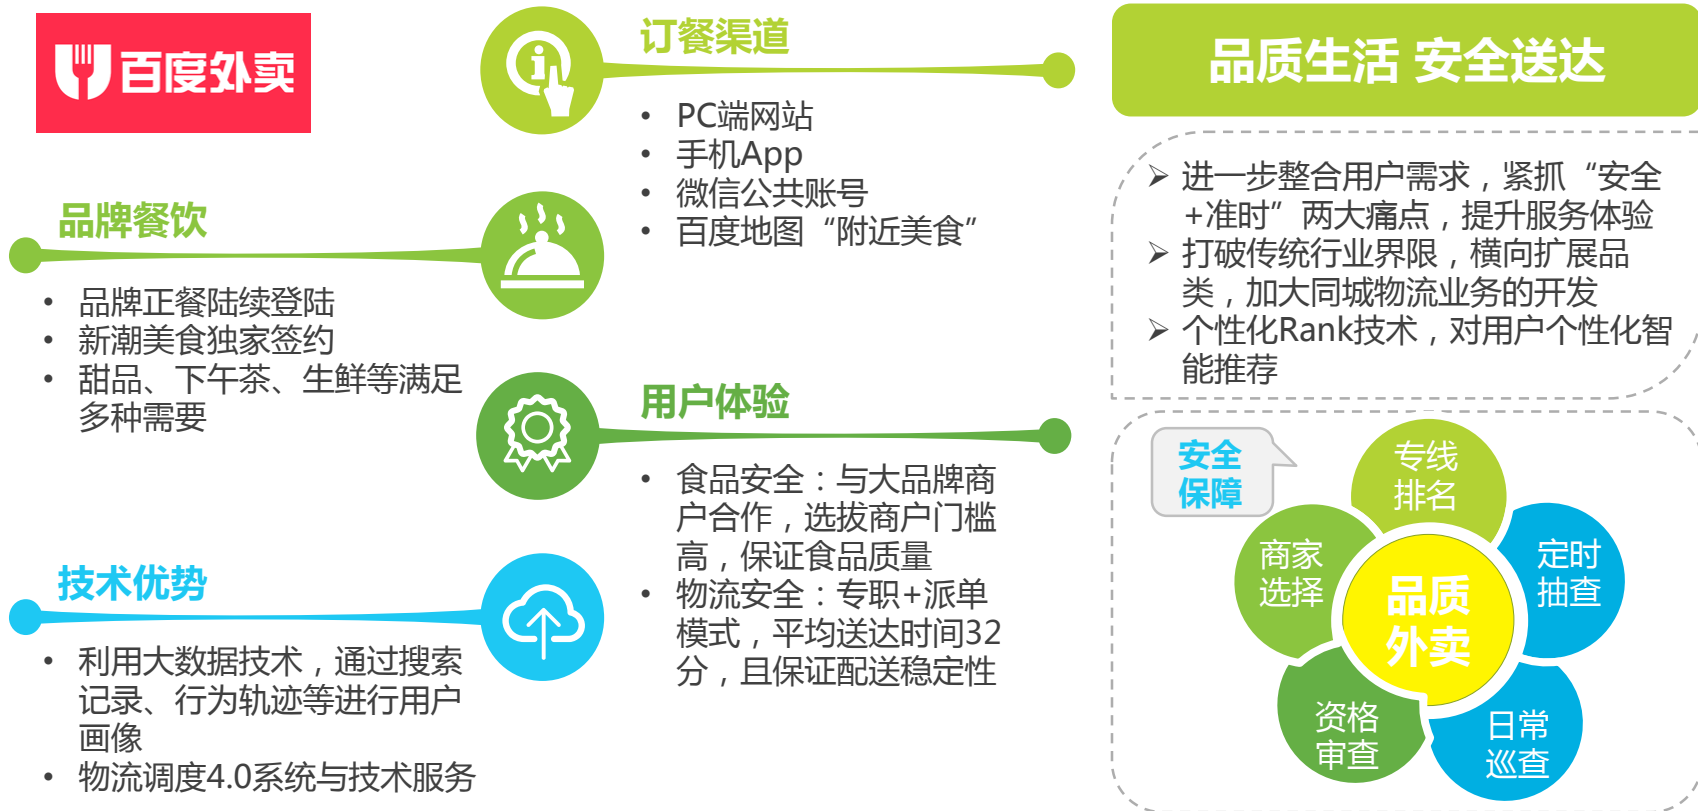 百度外卖
订餐渠道
• PC端网站
• 手机App
• 微信公共账号
• 百度地图“附近美食”
品牌餐饮
• 品牌正餐陆续登陆
• 新潮美食独家签约
• 甜品、下午茶、生鲜等满足
多种需要
用户体验
• 食品安全：与大品牌商
户合作，选拔商户门槛
高，保证食品质量
• 物流安全：专职+派单
模式，平均送达时间32
分，且保证配送稳定性
技术优势
• 利用大数据技术，通过搜索
记录、行为轨迹等进行用户
画像
• 物流调度4.0系统与技术服务
品质生活 安全送达
➢ 进一步整合用户需求，紧抓“安全
+准时”两大痛点，提升服务体验
➢ 打破传统行业界限，横向扩展品
类，加大同城物流业务的开发
➢ 个性化Rank技术，对用户个性化智
能推荐
安全
保障
专线
排名
商家
选择
定时
抽查
品质
外卖
资格
审查
日常
巡查